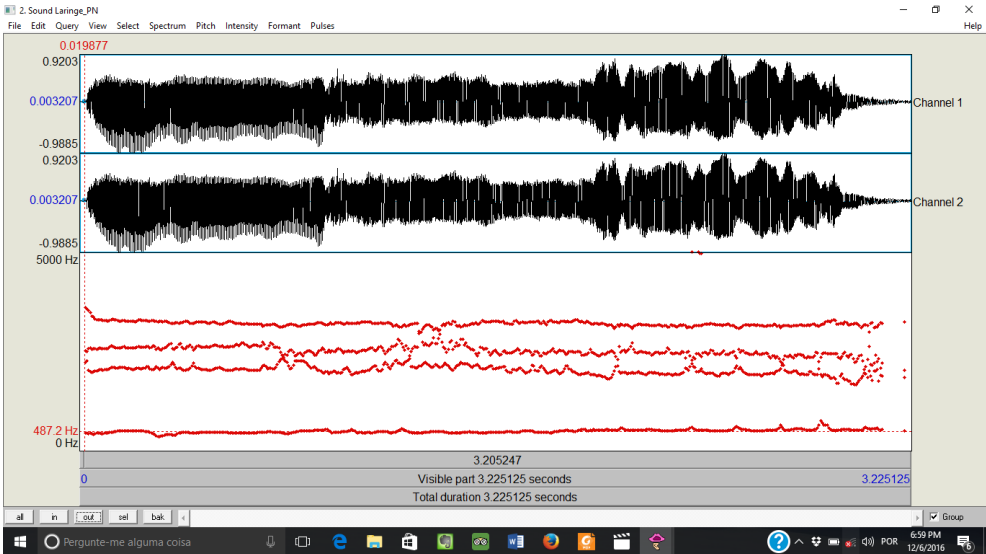 2. Sound Laringe_PN
File Edit Query View Select Spectrum Pitch Intensity Formant Pulses Help
0.019877
0.9203
0.003207 Channel 1
-0.9885
0.9203
0.003207 Channel 2
-0.9885
5000 Hz
487.2 Hz
0 Hz
3.205247
0 Visible part 3.225125 seconds 3.225125
Total duration 3.225125 seconds
all in out sel bak Group
Pergunte-me alguma coisa POR 6:59 PM
12/6/2016